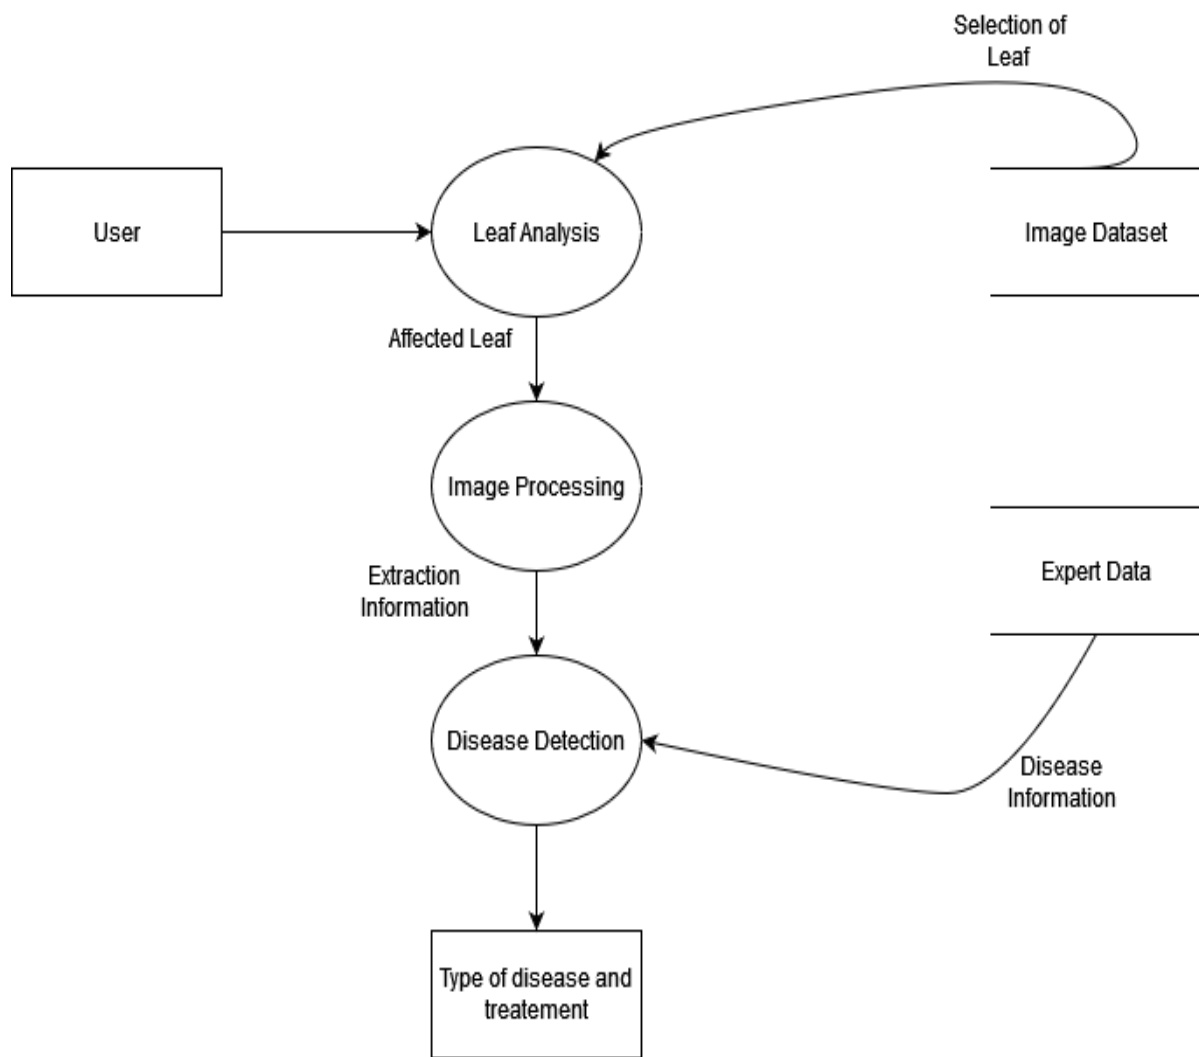 Selection of
Leaf
User
Leaf Analysis
Image Dataset
Affected Leaf
Image Processing
Extraction
Information
Expert Data
Disease Detection
Disease
Information
Type of disease and
treatement